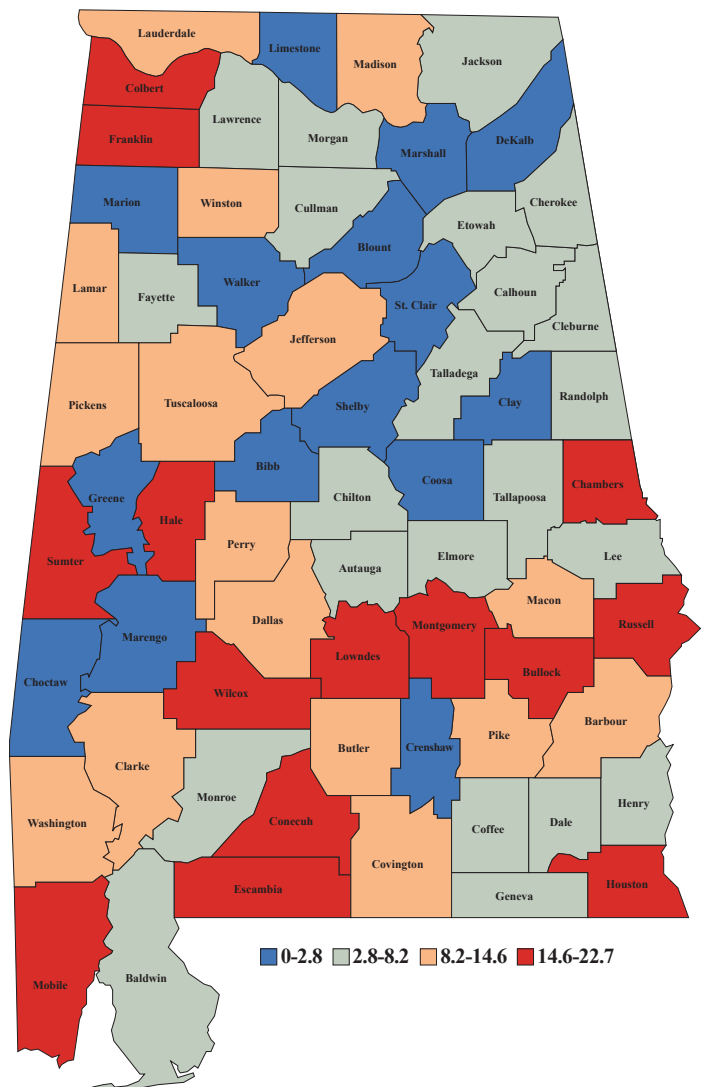 Lauderdale
Limestone
Madison
Jackson
Colbert
Lawrence
Franklin
Morgan
Marshall
DeKalb
Marion
Winston
Cullman
Cherokee
Etowah
Blount
Walker
Lamar
Fayette
St. Clair
Calhoun
Cleburne
Jefferson
Talladega
Pickens
Tuscaloosa
Shelby
Clay
Randolph
Bibb
Coosa
Chambers
Greene
Hale
Chilton
Tallapoosa
Sumter
Perry
Autauga
Elmore
Lee
Dallas
Macon
Marengo
Montgomery
Russell
Lowndes
Bullock
Choctaw
Wilcox
Barbour
Butler
Crenshaw
Pike
Clarke
Monroe
Washington
Conecuh
Coffee
Dale
Henry
Covington
Escambia
Geneva
Houston
Mobile
Baldwin
0-2.8 2.8-8.2 8.2-14.6 14.6-22.7